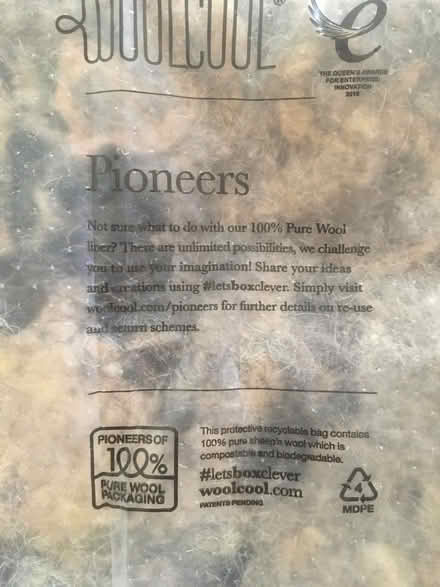 WOOLCOOL®
e
THE QUEEN'S AWARDS
FOR ENTERPRISE:
INNOVATION
2018
Pioneers
Not sure what to do with our 100% Pure Wool
liner? There are unlimited possibilities, we challenge
you to use your imagination! Share your ideas
and creations using #letsboxclever. Simply visit
woolcool.com/pioneers for further details on re-use
and return schemes.
PIONEERS OF
100%
PURE WOOL
PACKAGING
This protective recyclable bag contains
100% pure sheep's wool which is
compostable and biodegradable.
#letsboxclever
woolcool.com
PATENTS PENDING
4
MDPE